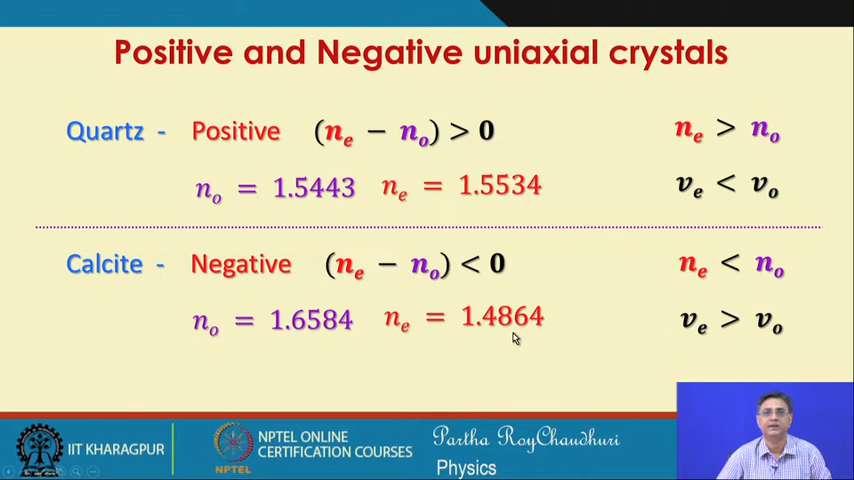 Positive and Negative uniaxial crystals
Quartz - Positive (nₑ − nₒ) > 0 nₑ > nₒ
nₒ = 1.5443 nₑ = 1.5534 vₑ < vₒ
Calcite - Negative (nₑ − nₒ) < 0 nₑ < nₒ
nₒ = 1.6584 nₑ = 1.4864 vₑ > vₒ
IIT KHARAGPUR
NPTEL
NPTEL ONLINE
CERTIFICATION COURSES
Partha RoyChaudhuri
Physics